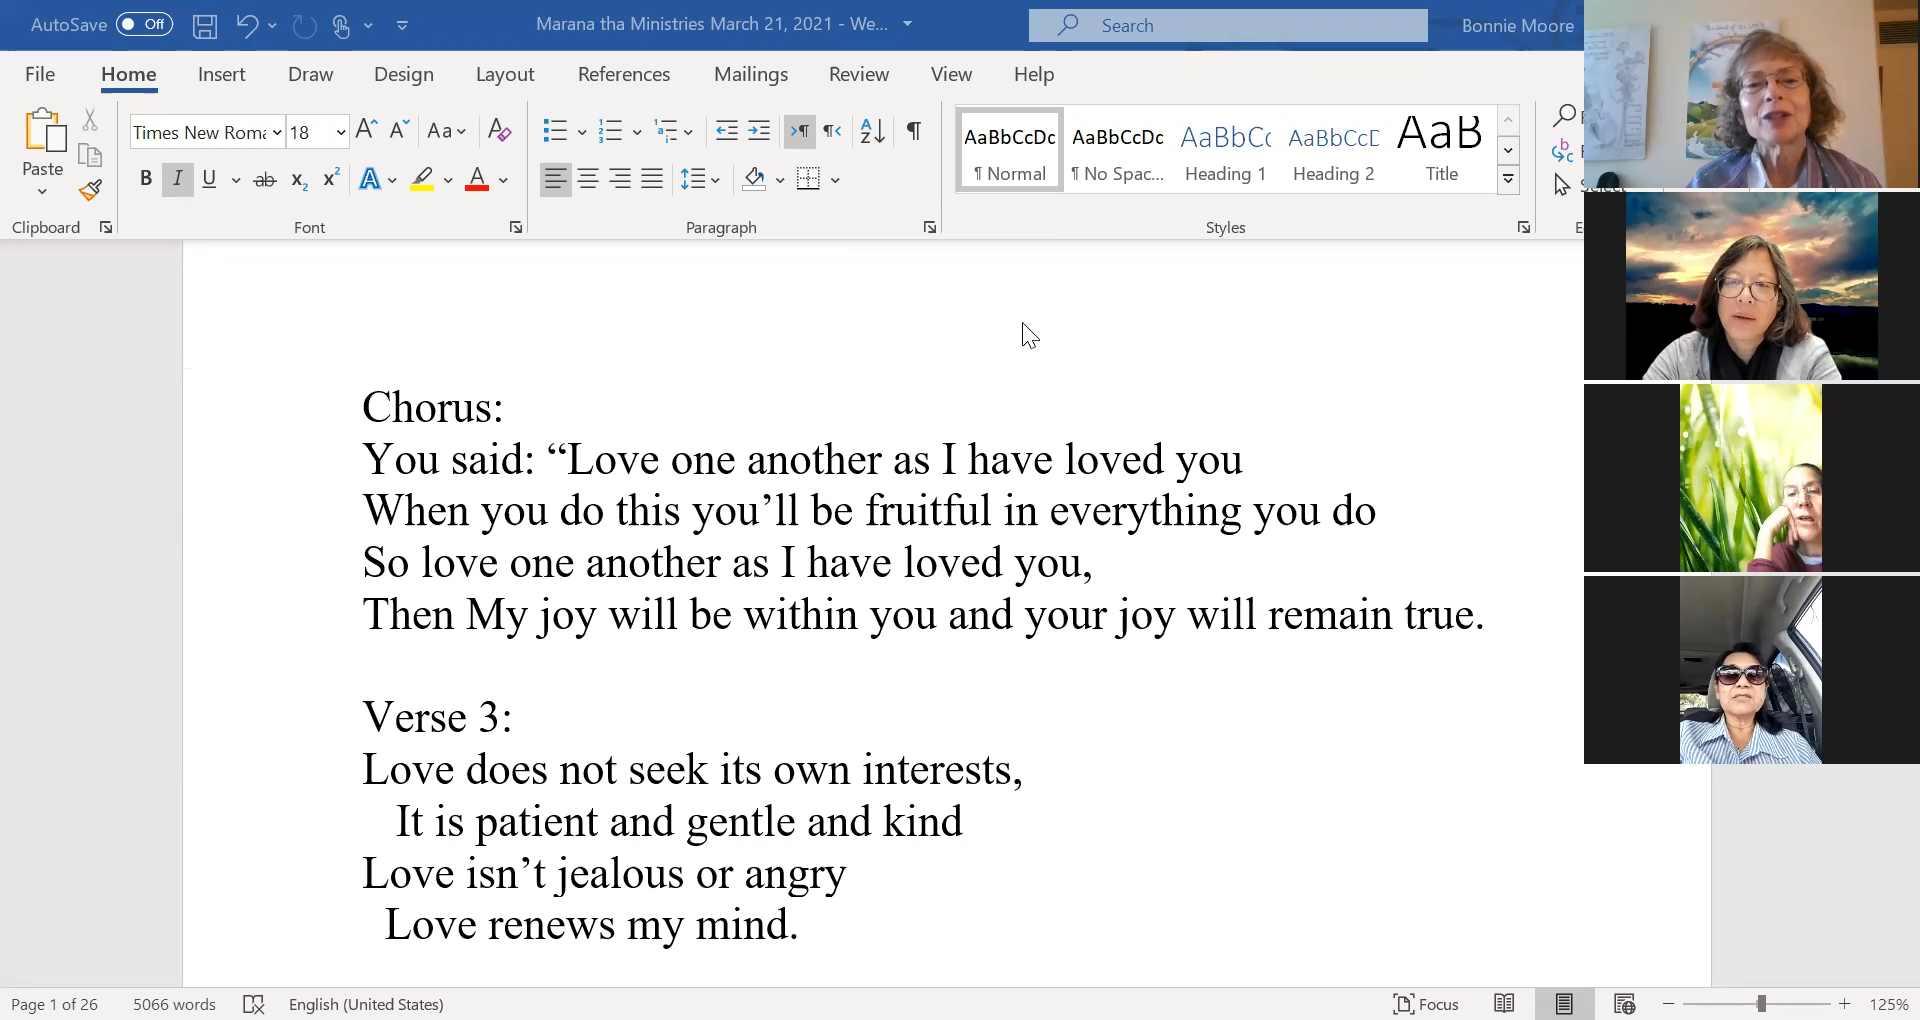 AutoSave Off
Marana tha Ministries March 21, 2021 - We...
Search
Bonnie Moore
File Home Insert Draw Design Layout References Mailings Review View Help
Paste
Clipboard
Times New Roma 18
Aa
B I U ab x2 x2 A A
Font
A Z
Paragraph
AaBbCcDc AaBbCcDc AaBbC AaBbCcE AaB
¶ Normal ¶ No Spac... Heading 1 Heading 2 Title
Styles
Chorus:
You said: “Love one another as I have loved you
When you do this you’ll be fruitful in everything you do
So love one another as I have loved you,
Then My joy will be within you and your joy will remain true.
Verse 3:
Love does not seek its own interests,
It is patient and gentle and kind
Love isn’t jealous or angry
Love renews my mind.
Page 1 of 26 5066 words English (United States) Focus 125%